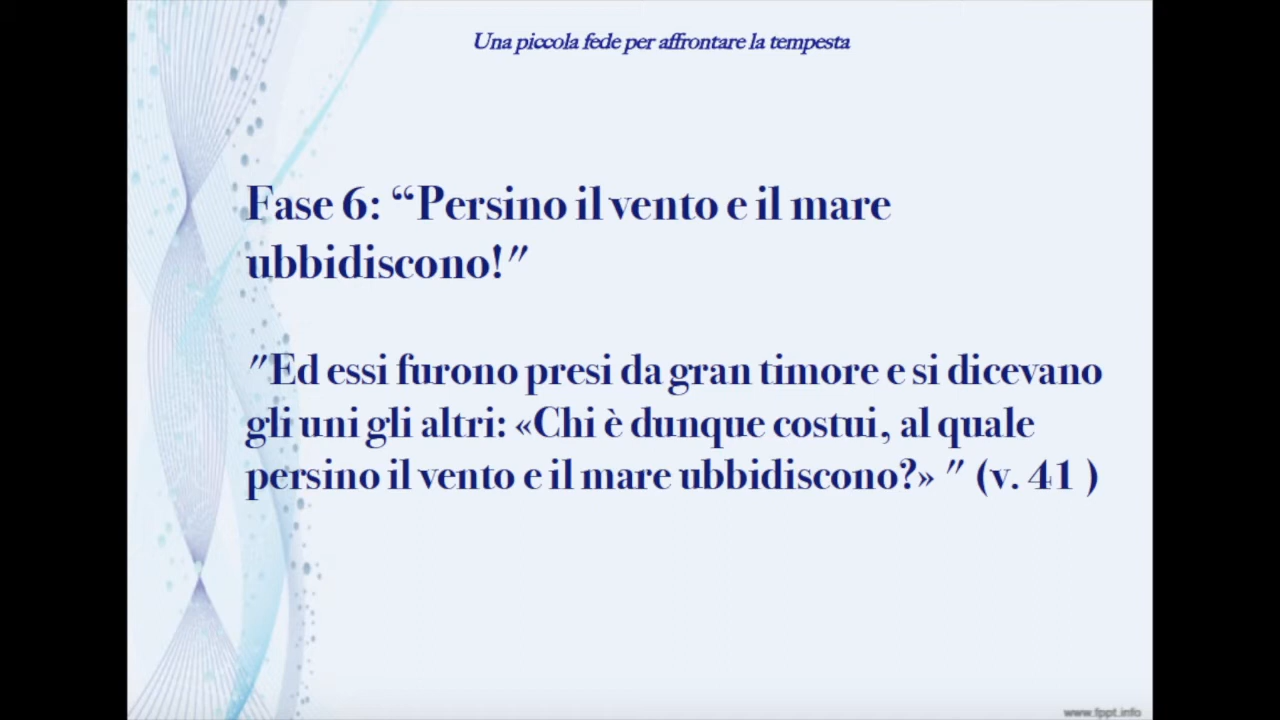 Una piccola fede per affrontare la tempesta
Fase 6: “Persino il vento e il mare
ubbidiscono!"
"Ed essi furono presi da gran timore e si dicevano
gli uni gli altri: «Chi è dunque costui, al quale
persino il vento e il mare ubbidiscono?» " (v. 41 )
www.fppt.info